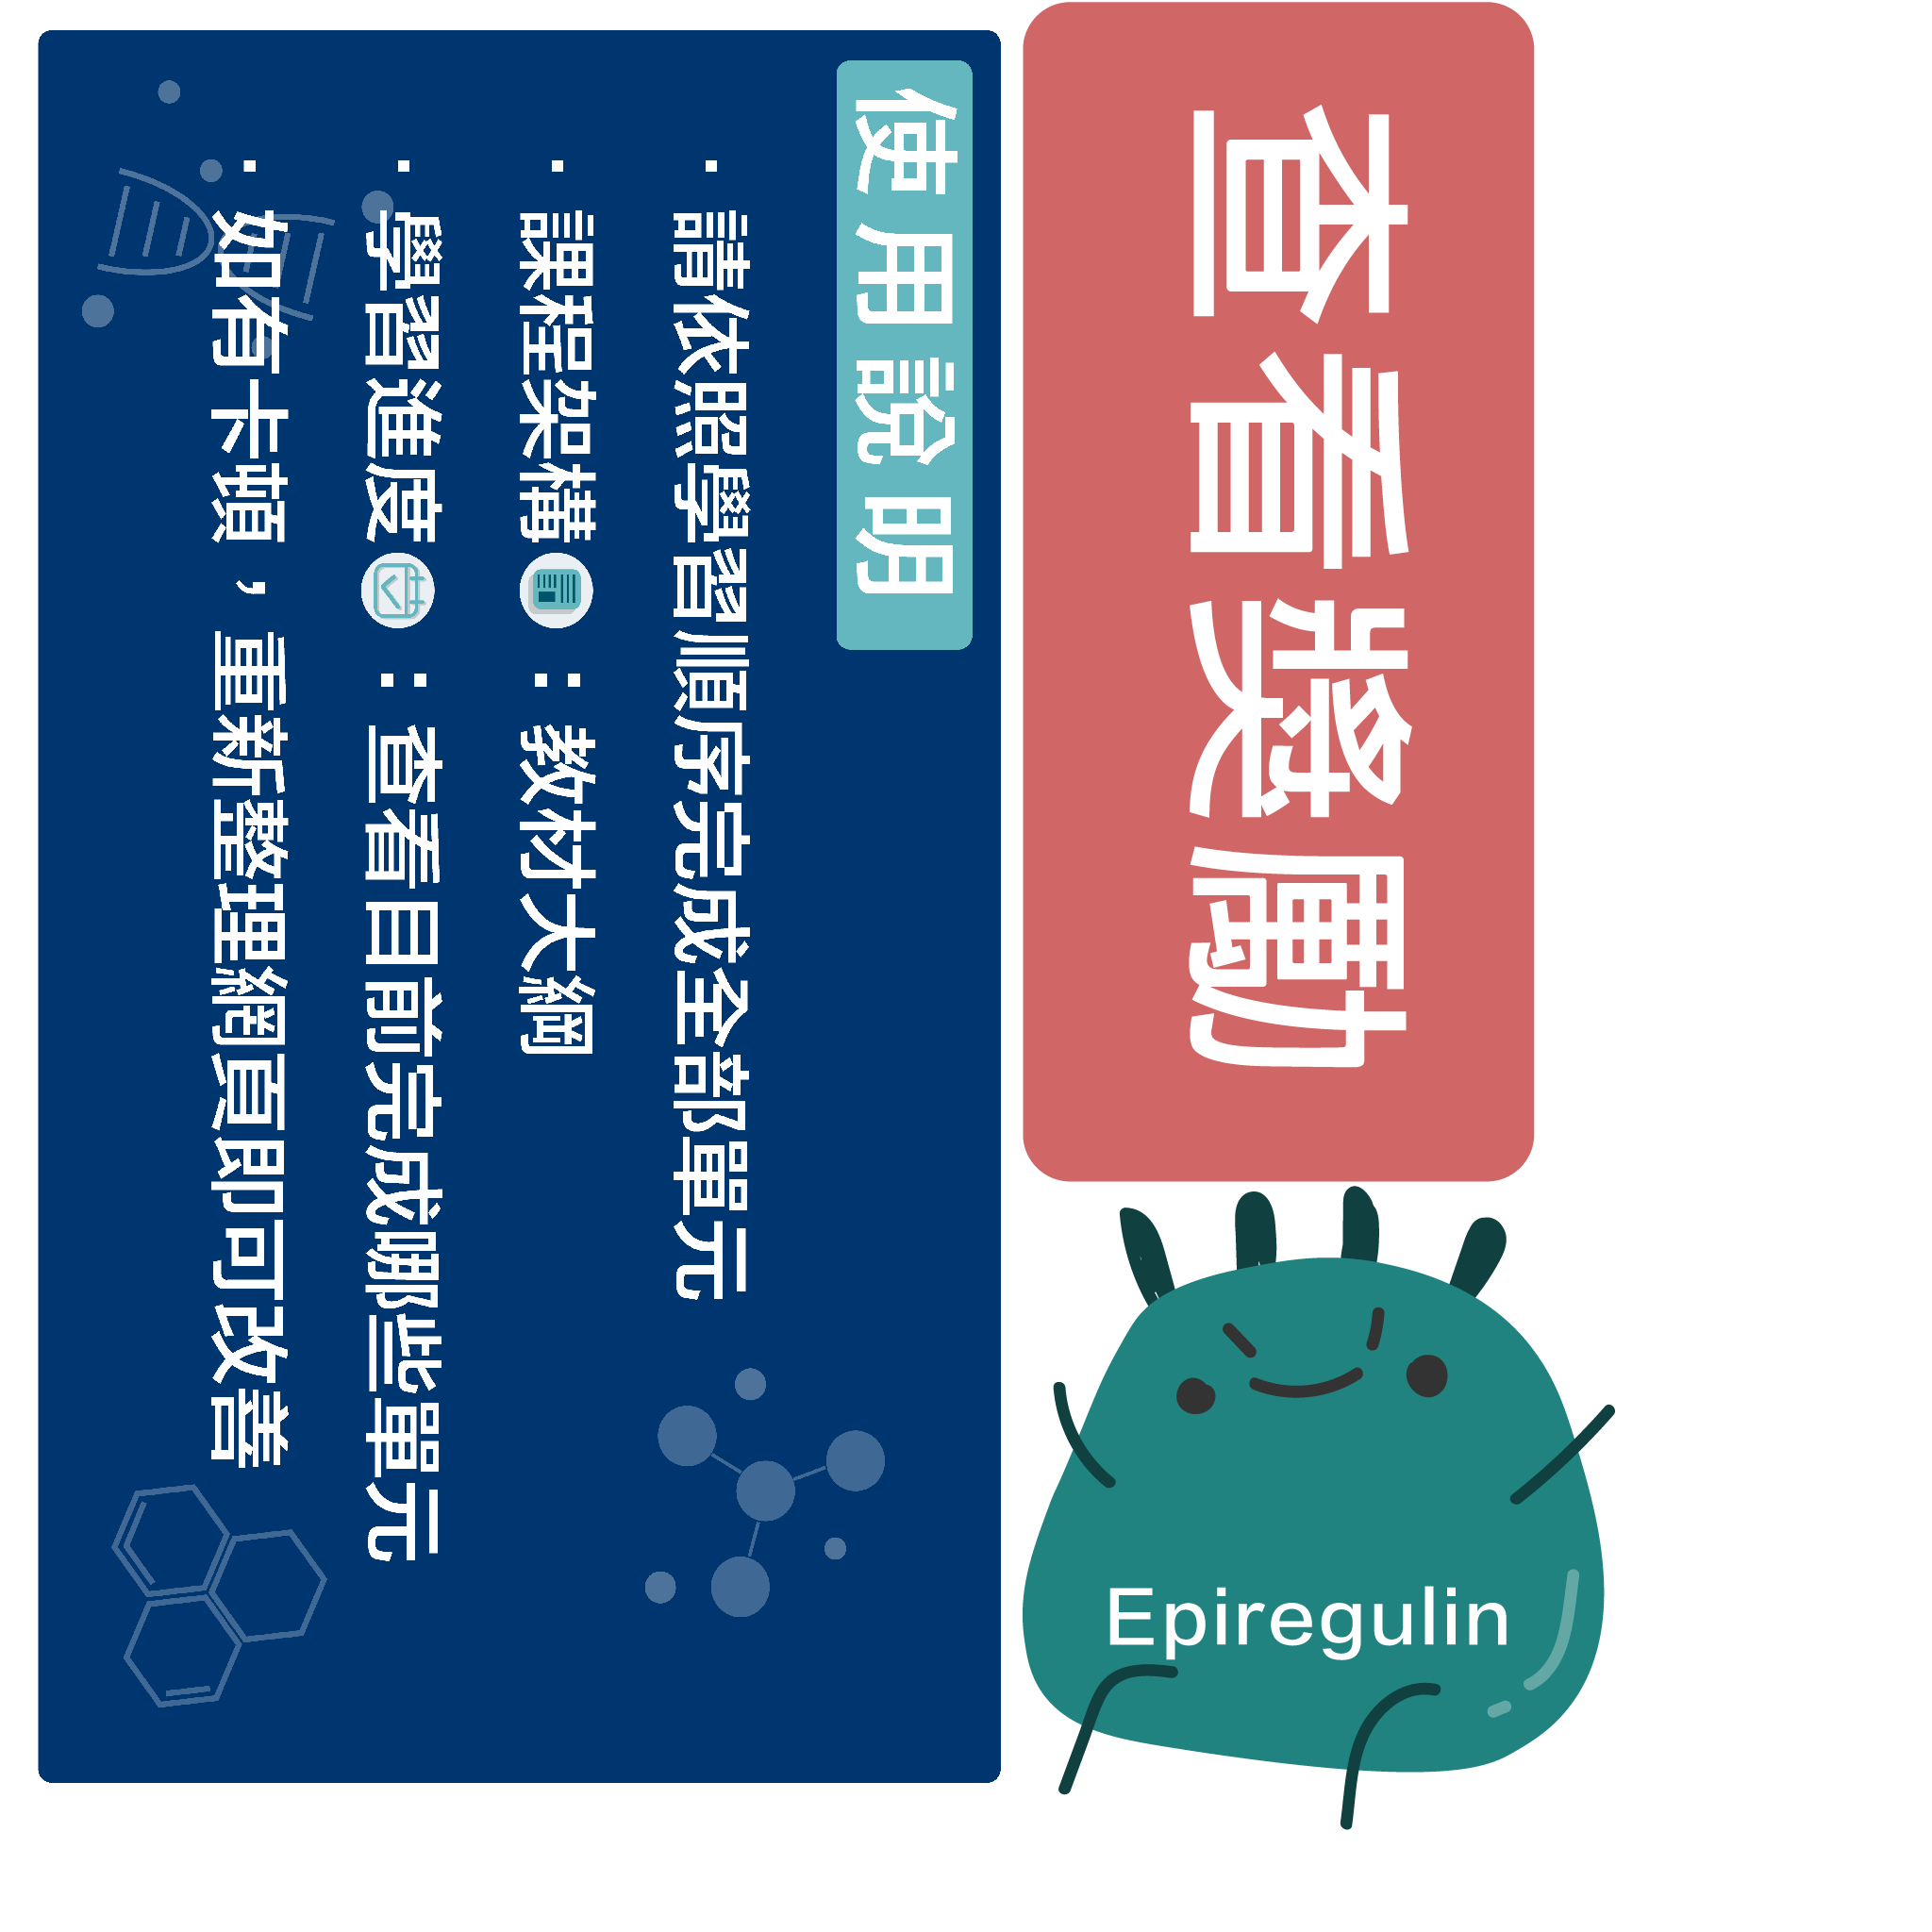 使用說明
· 請依照學習順序完成全部單元
· 課程架構：教材大綱
· 學習進度：查看目前完成哪些單元
· 如有卡頓，重新整理網頁即可改善
查看獎勵
Epiregulin